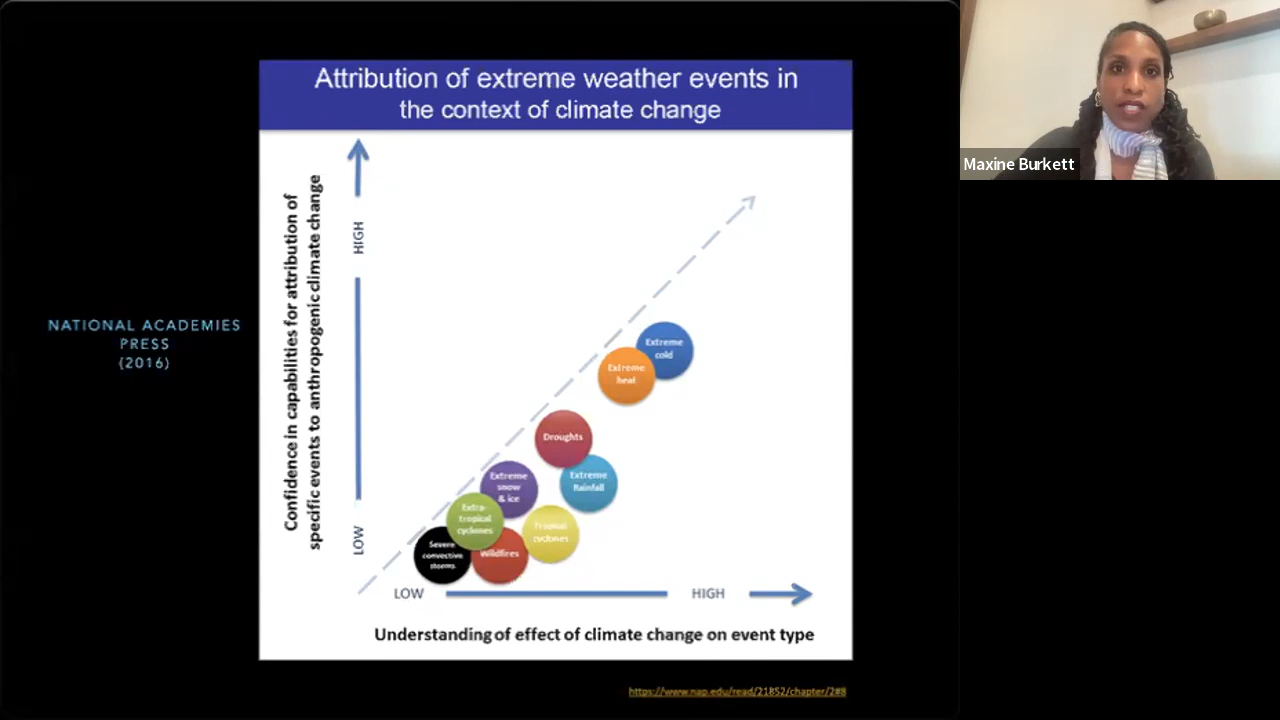 Attribution of extreme weather events in
the context of climate change
Maxine Burkett
NATIONAL ACADEMIES
PRESS
(2016)
Confidence in capabilities for attribution of
specific events to anthropogenic climate change
HIGH
LOW
Extreme
cold
Extreme
heat
Droughts
Extreme
Rainfall
Extreme
snow
& ice
Extra-
tropical
cyclones
Tropical
cyclones
Severe
convective
storms
Wildfires
LOW
HIGH
Understanding of effect of climate change on event type
https://www.nap.edu/read/21852/chapter/2#8